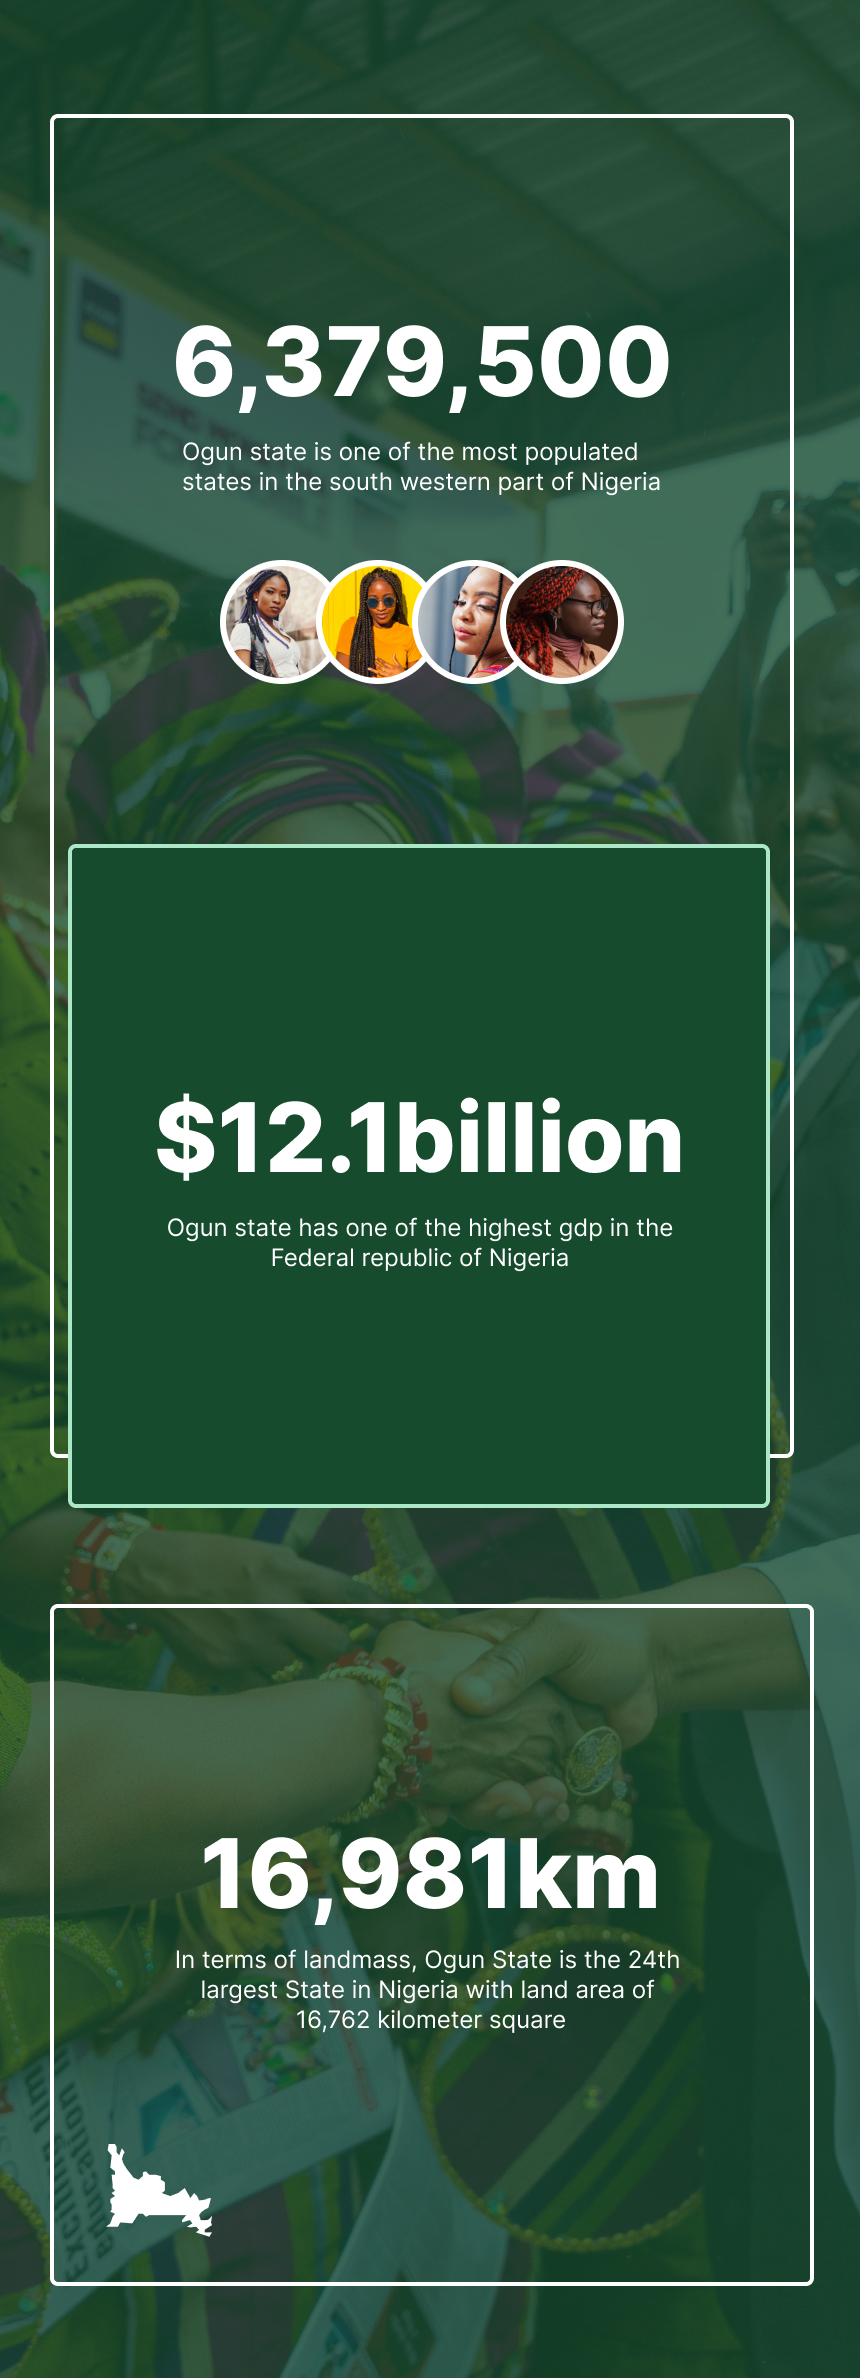 6,379,500
Ogun state is one of the most populated
states in the south western part of Nigeria
$12.1billion
Ogun state has one of the highest gdp in the
Federal republic of Nigeria
16,981km
In terms of landmass, Ogun State is the 24th
largest State in Nigeria with land area of
16,762 kilometer square